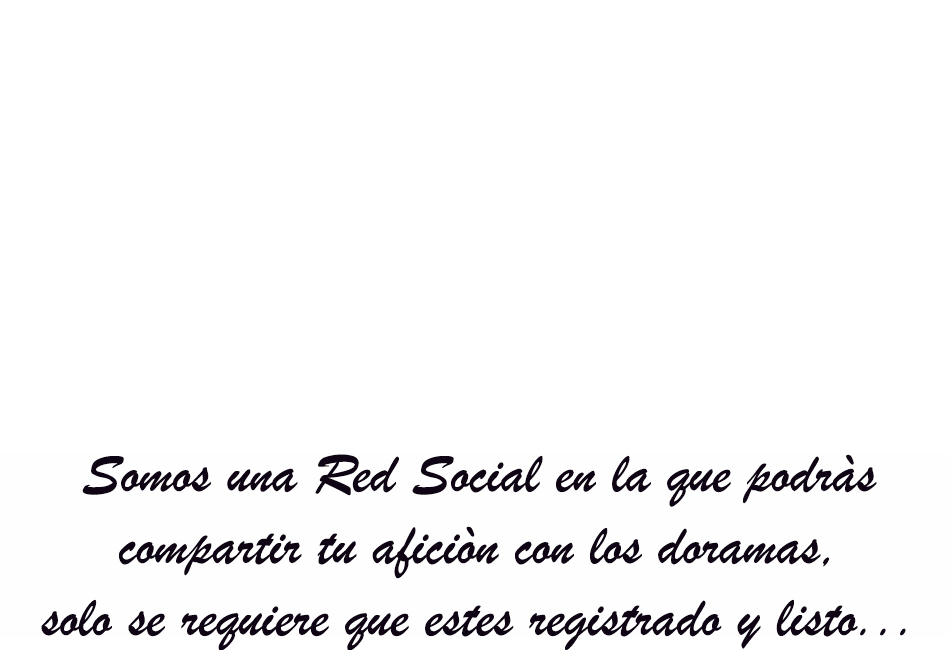 Somos una Red Social en la que podràs
compartir tu aficiòn con los doramas,
solo se requiere que estes registrado y listo...